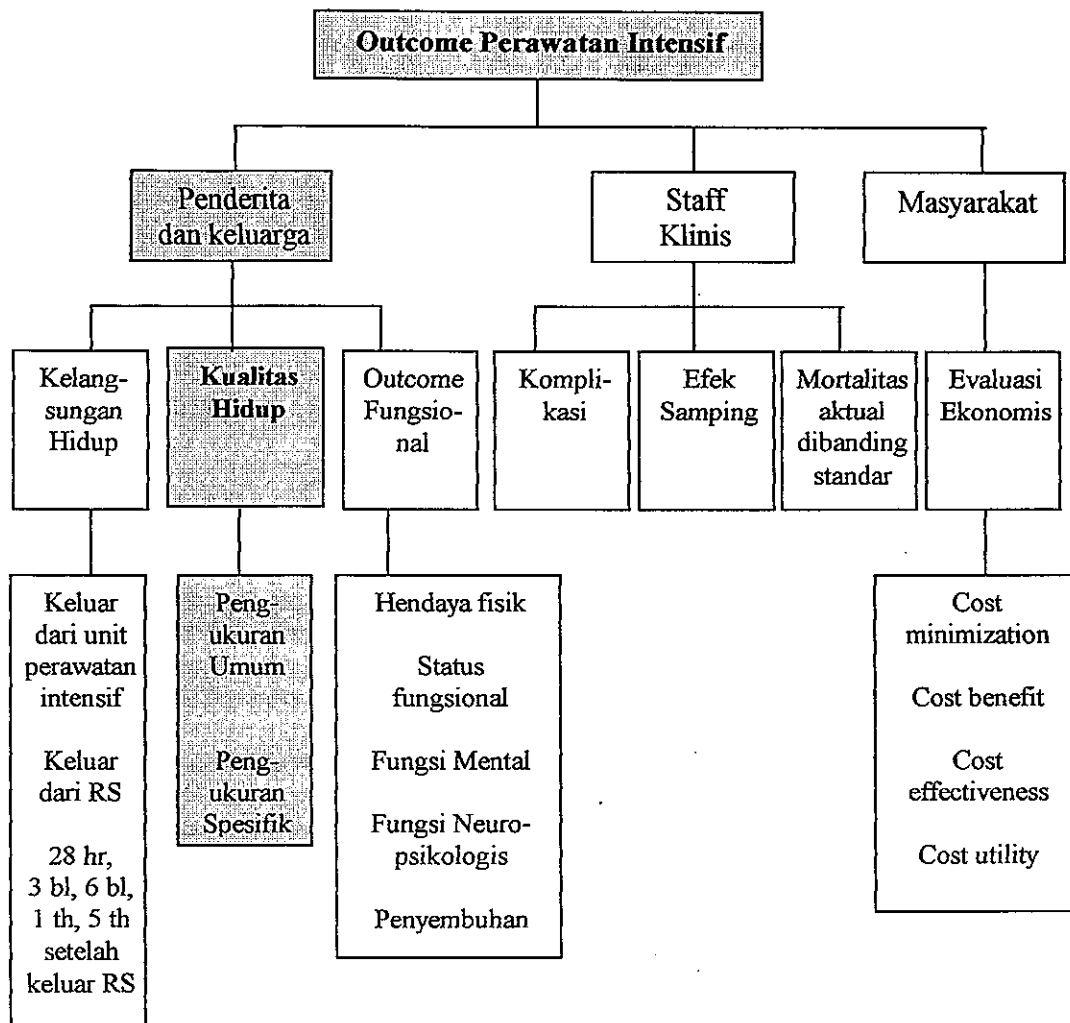 Outcome Perawatan Intensif
Penderita
dan keluarga
Staff
Klinis
Masyarakat
Kelang-
sungan
Hidup
Kualitas
Hidup
Outcome
Fungsio-
nal
Kompli-
kasi
Efek
Samping
Mortalitas
aktual
dibanding
standar
Evaluasi
Ekonomis
Keluar
dari unit
perawatan
intensif
Keluar
dari RS
28 hr,
3 bl, 6 bl,
1 th, 5 th
setelah
keluar RS
Peng-
ukuran
Umum
Peng-
ukuran
Spesifik
Hendaya fisik
Status
fungsional
Fungsi Mental
Fungsi Neuro-
psikologis
Penyembuhan
Cost
minimization
Cost benefit
Cost
effectiveness
Cost utility